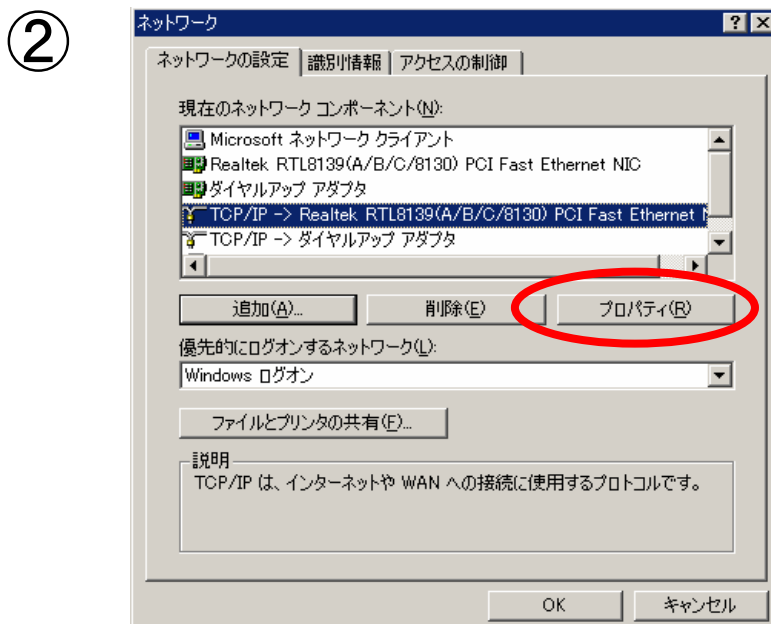 ②
ネットワーク
ネットワークの設定 識別情報 アクセスの制御
現在のネットワーク コンポーネント(N):
Microsoft ネットワーク クライアント
Realtek RTL8139(A/B/C/8130) PCI Fast Ethernet NIC
ダイヤルアップ アダプタ
TCP/IP -> Realtek RTL8139(A/B/C/8130) PCI Fast Ethernet
TCP/IP -> ダイヤルアップ アダプタ
追加(A)... 削除(E) プロパティ(R)
優先的にログオンするネットワーク(L):
Windows ログオン
ファイルとプリンタの共有(F)...
説明
TCP/IP は、インターネットや WAN への接続に使用するプロトコルです。
OK キャンセル